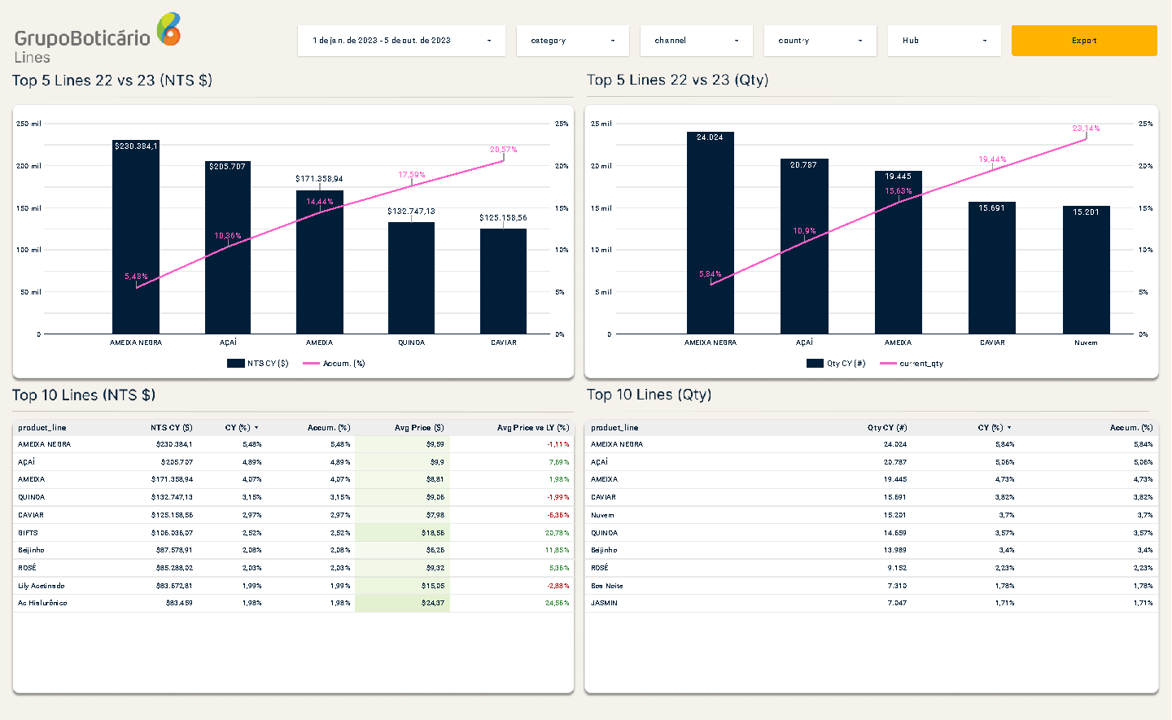 GrupoBoticário
Lines
1 de jan. de 2023 - 5 de out. de 2023
category
channel
country
Hub
Export
Top 5 Lines 22 vs 23 (NTS $)
250 mil
200 mil
150 mil
100 mil
50 mil
0
25%
20%
15%
10%
5%
0%
$230.384,1
$205.707
$171.358,94
$132.747,13
$125.158,56
5,48%
10,36%
14,44%
17,59%
20,57%
AMEIXA NEGRA
AÇAÍ
AMEIXA
QUINOA
CAVIAR
NTS CY ($)
Accum. (%)
Top 5 Lines 22 vs 23 (Qty)
25 mil
20 mil
15 mil
10 mil
5 mil
0
25%
20%
15%
10%
5%
0%
24.024
20.787
19.445
15.691
15.201
5,84%
10,9%
15,63%
19,44%
23,14%
AMEIXA NEGRA
AÇAÍ
AMEIXA
CAVIAR
Nuvem
Qty CY (#)
current_qty
Top 10 Lines (NTS $)
product_line NTS CY ($) CY (%) Accum. (%) Avg Price ($) Avg Price vs LY (%)
AMEIXA NEGRA $230.384,1 5,48% 5,48% $9,59 -1,11%
AÇAÍ $205.707 4,89% 4,89% $9,9 7,69%
AMEIXA $171.358,94 4,07% 4,07% $8,81 1,98%
QUINOA $132.747,13 3,15% 3,15% $9,06 -1,99%
CAVIAR $125.158,56 2,97% 2,97% $7,98 -6,36%
GIFTS $106.036,07 2,52% 2,52% $18,56 20,78%
Beijinho $87.578,91 2,08% 2,08% $6,26 11,85%
ROSÉ $85.288,02 2,03% 2,03% $9,32 5,36%
Lily Acetinado $83.672,81 1,99% 1,99% $15,05 -2,88%
Ac Hialurônico $83.459 1,98% 1,98% $24,37 24,56%
Top 10 Lines (Qty)
product_line Qty CY (#) CY (%) Accum. (%)
AMEIXA NEGRA 24.024 5,84% 5,84%
AÇAÍ 20.787 5,06% 5,06%
AMEIXA 19.445 4,73% 4,73%
CAVIAR 15.691 3,82% 3,82%
Nuvem 15.201 3,7% 3,7%
QUINOA 14.659 3,57% 3,57%
Beijinho 13.989 3,4% 3,4%
ROSÉ 9.152 2,23% 2,23%
Boa Noite 7.310 1,78% 1,78%
JASMIN 7.047 1,71% 1,71%